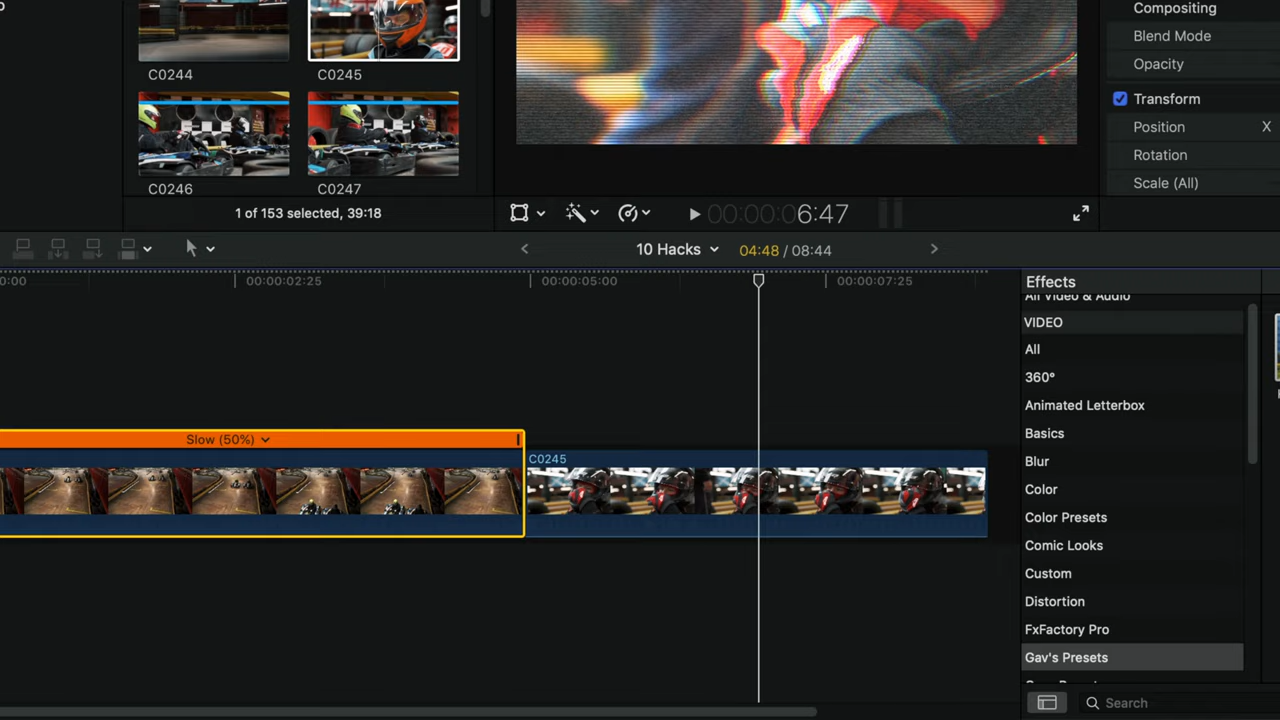 Compositing
Blend Mode
Opacity
C0244
C0245
Transform
Position
X
Rotation
Scale (All)
C0246
C0247
1 of 153 selected, 39:18
00:00:06:47
10 Hacks
04:48 / 08:44
:00
00:00:02:25
00:00:05:00
00:00:07:25
Effects
All Video & Audio
VIDEO
All
360°
Animated Letterbox
Basics
Slow (50%)
Blur
C0245
Color
Color Presets
Comic Looks
Custom
Distortion
FxFactory Pro
Gav's Presets
Search